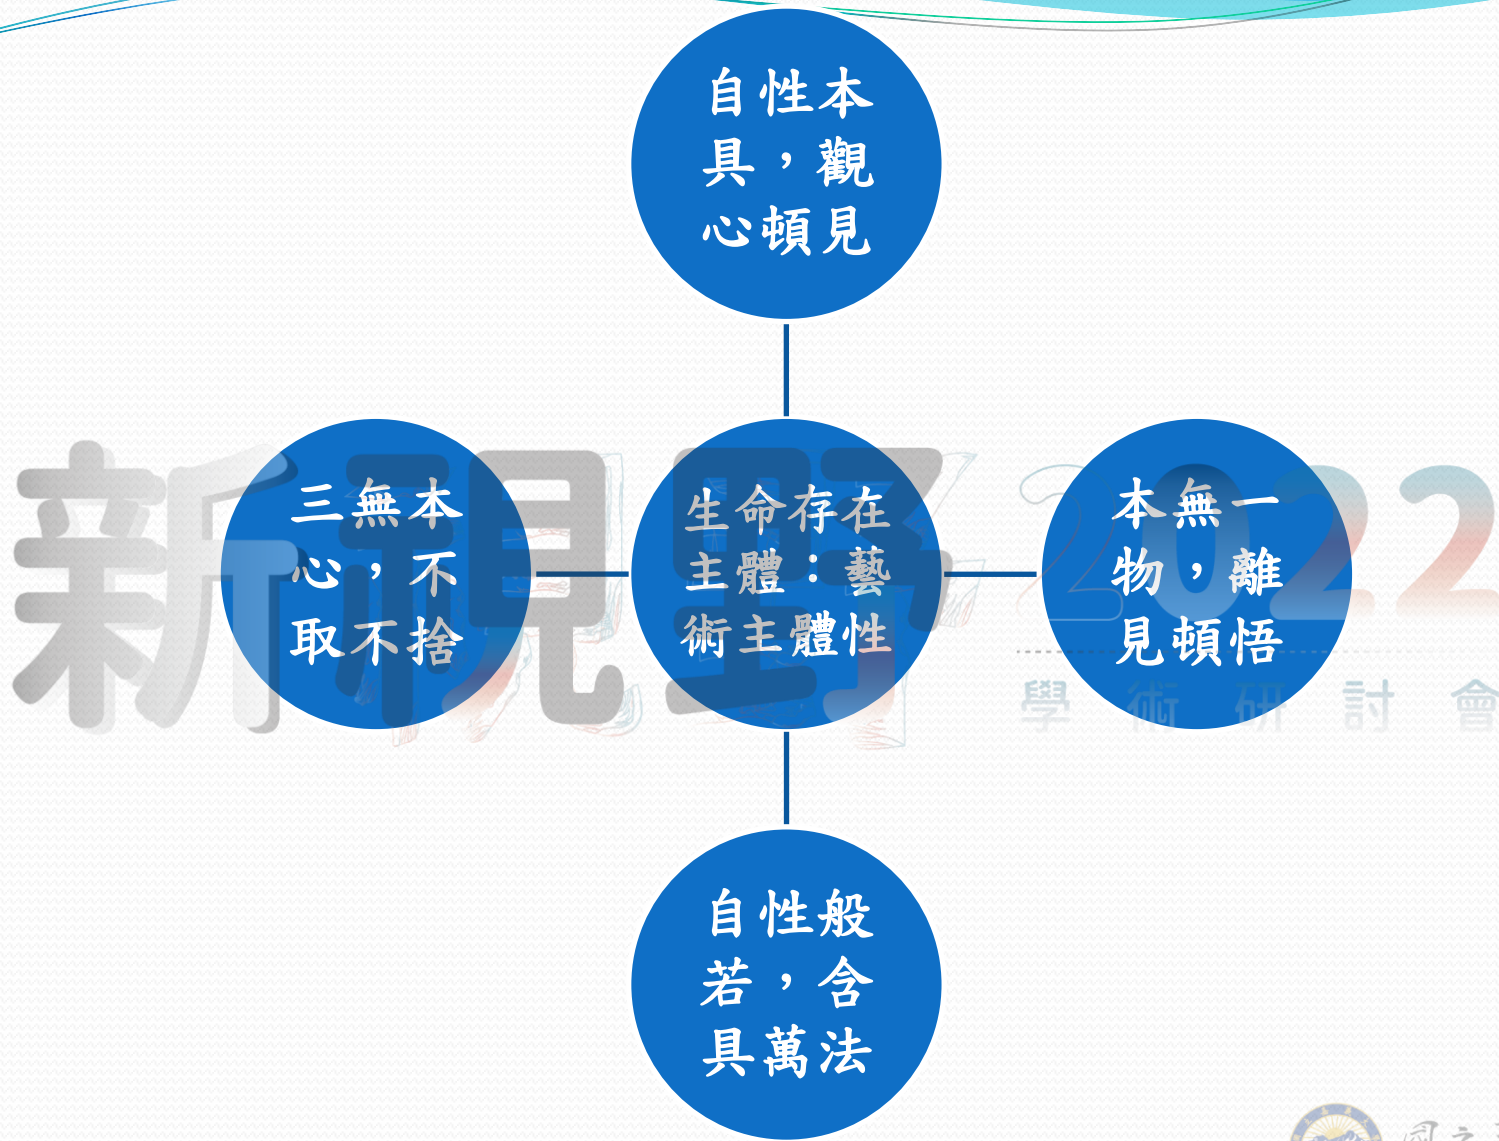 自性本
具，觀
心頓見
三無本
心，不
取不捨
生命存在
主體：藝
術主體性
本無一
物，離
見頓悟
自性般
若，含
具萬法
新視野
2022
學術研討會
國立